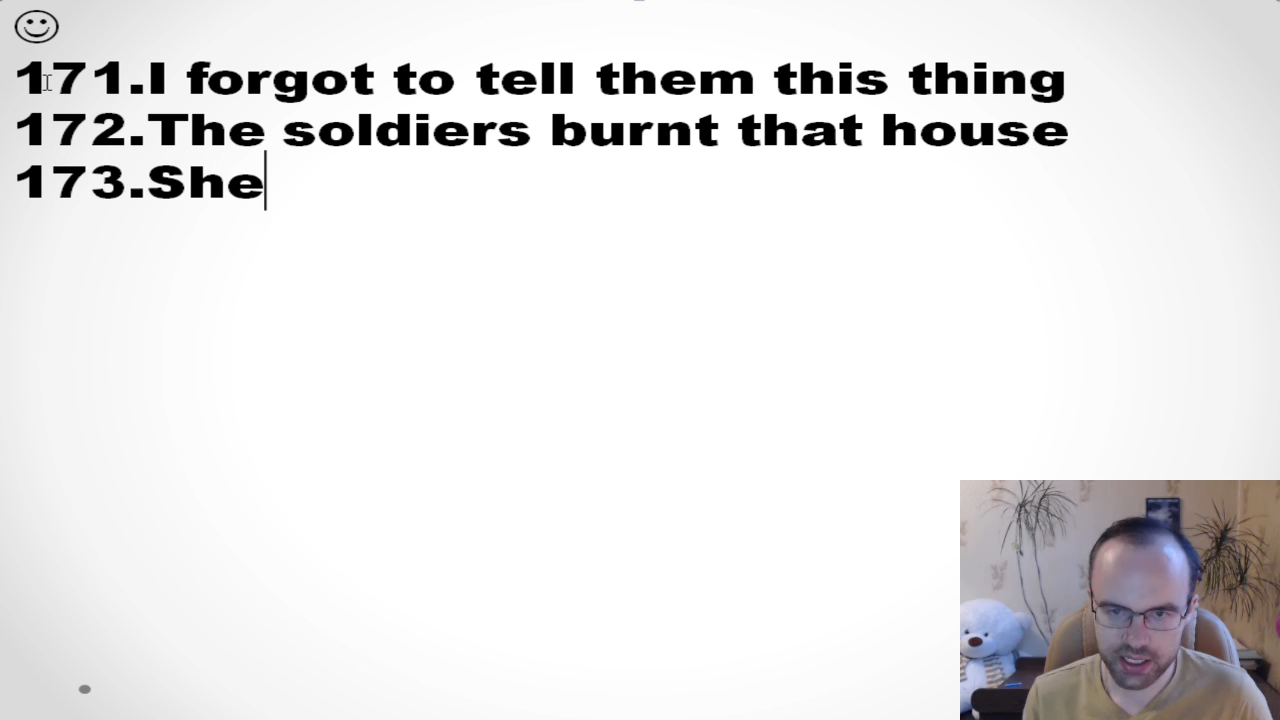 171.I forgot to tell them this thing
172.The soldiers burnt that house
173.She